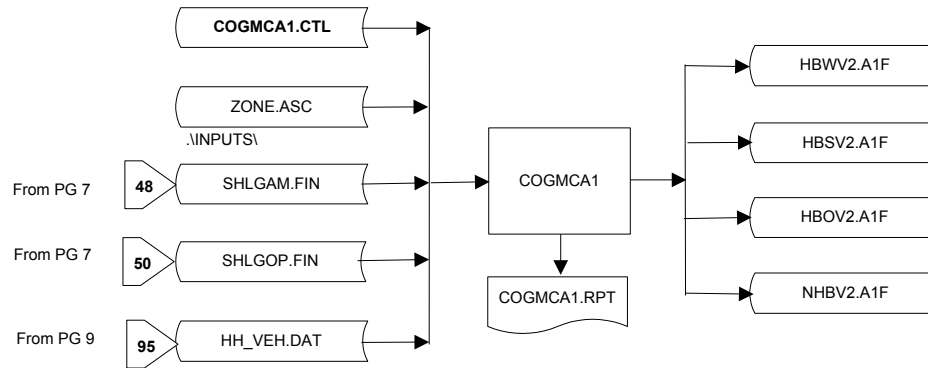 COGMCA1.CTL
ZONE.ASC
.\INPUTS\
From PG 7
48
SHLGAM.FIN
From PG 7
50
SHLGOP.FIN
From PG 9
95
HH_VEH.DAT
COGMCA1
COGMCA1.RPT
HBWV2.A1F
HBSV2.A1F
HBOV2.A1F
NHBV2.A1F